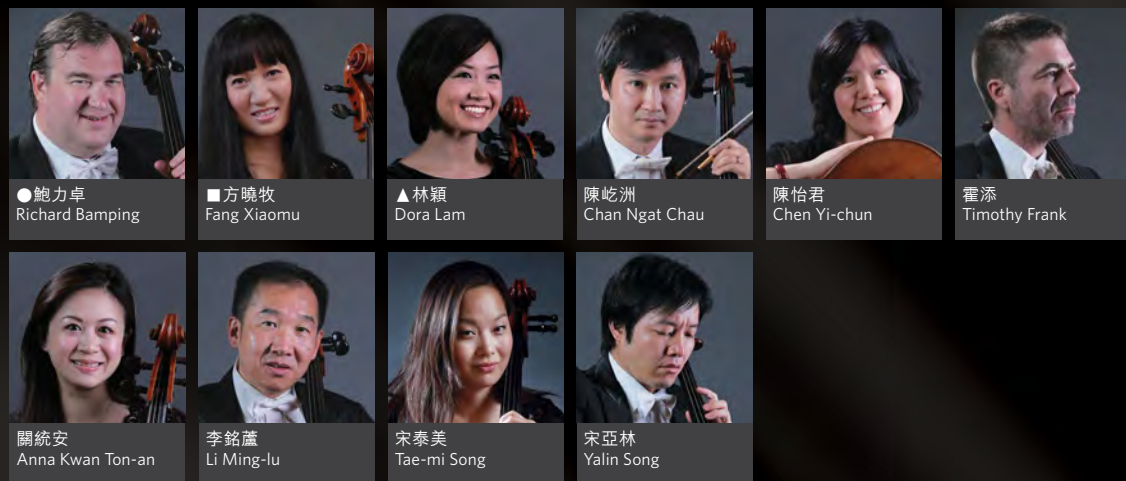 ●鮑力卓
Richard Bamping
■方曉牧
Fang Xiaomu
▲林穎
Dora Lam
陳屹洲
Chan Ngat Chau
陳怡君
Chen Yi-chun
霍添
Timothy Frank
關統安
Anna Kwan Ton-an
李銘蘆
Li Ming-lu
宋泰美
Tae-mi Song
宋亞林
Yalin Song